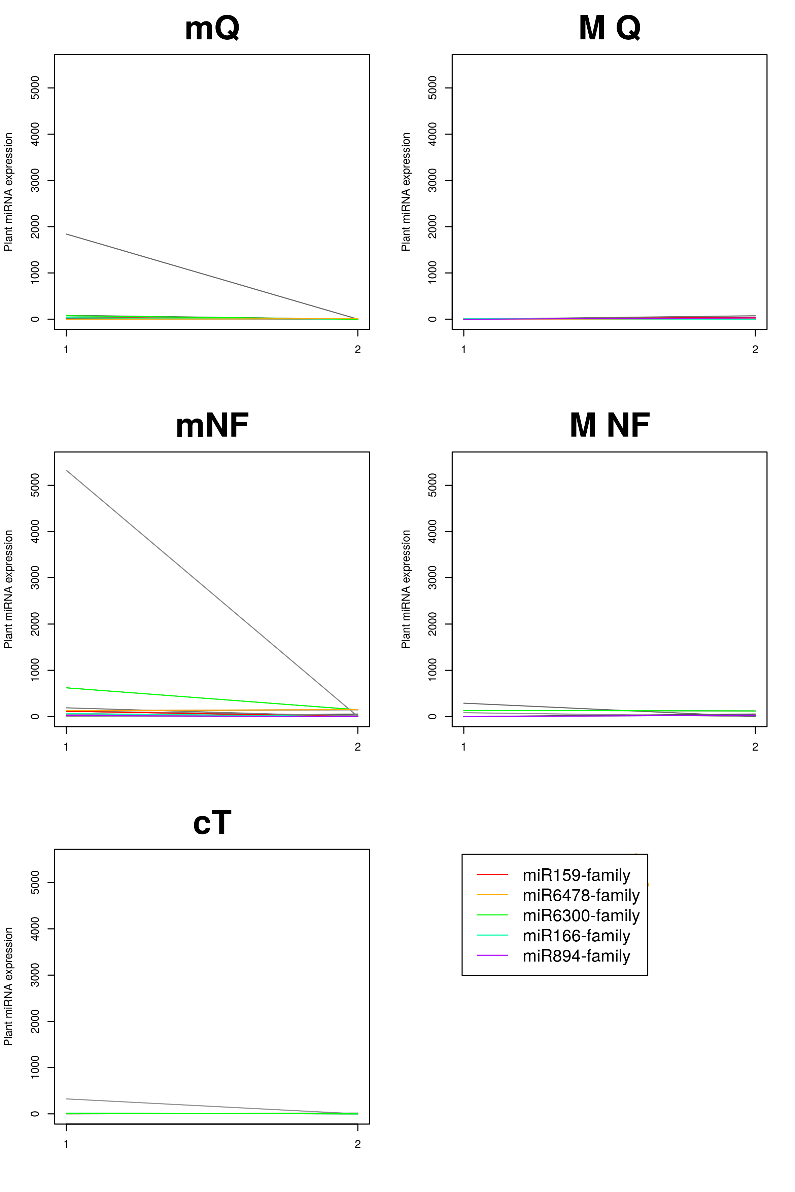 mQ
M Q
Plant miRNA expression
0 1000 2000 3000 4000 5000
1 2
Plant miRNA expression
0 1000 2000 3000 4000 5000
1 2
mNF
M NF
Plant miRNA expression
0 1000 2000 3000 4000 5000
1 2
Plant miRNA expression
0 1000 2000 3000 4000 5000
1 2
cT
Plant miRNA expression
0 1000 2000 3000 4000 5000
1 2
miR159-family
miR6478-family
miR6300-family
miR166-family
miR894-family